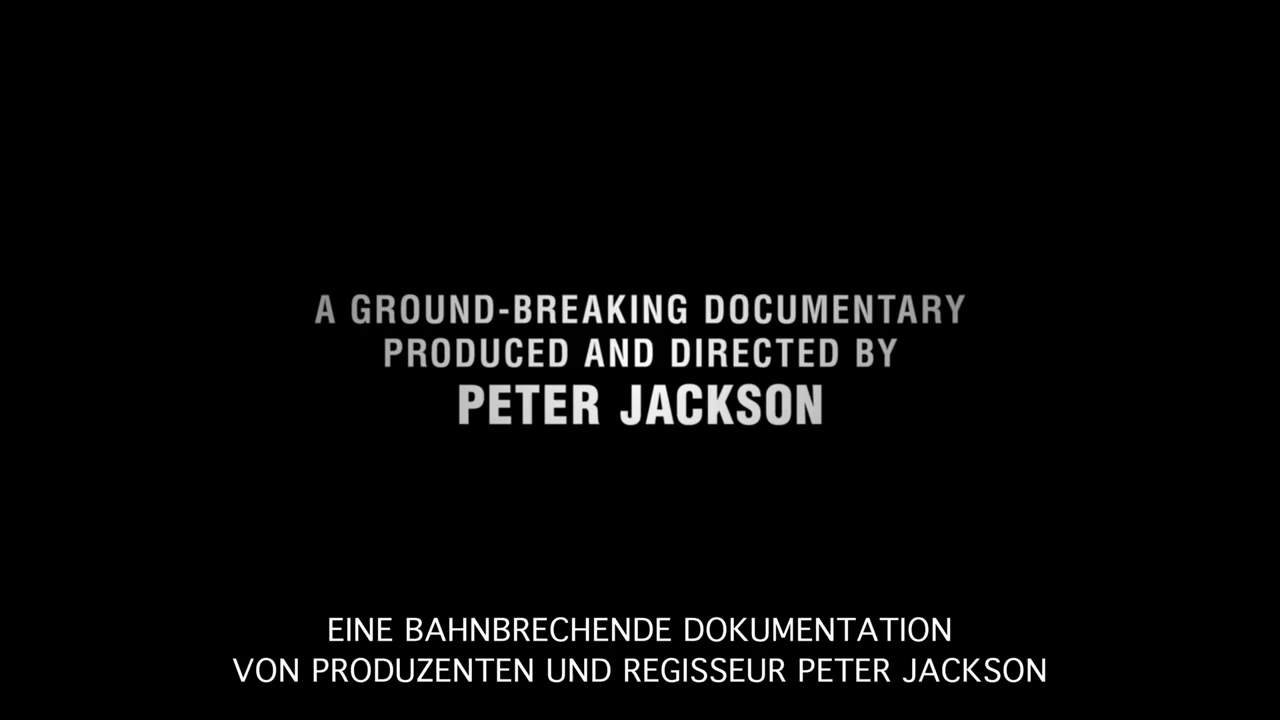 A GROUND-BREAKING DOCUMENTARY
PRODUCED AND DIRECTED BY
PETER JACKSON
EINE BAHNBRECHENDE DOKUMENTATION
VON PRODUZENTEN UND REGISSEUR PETER JACKSON